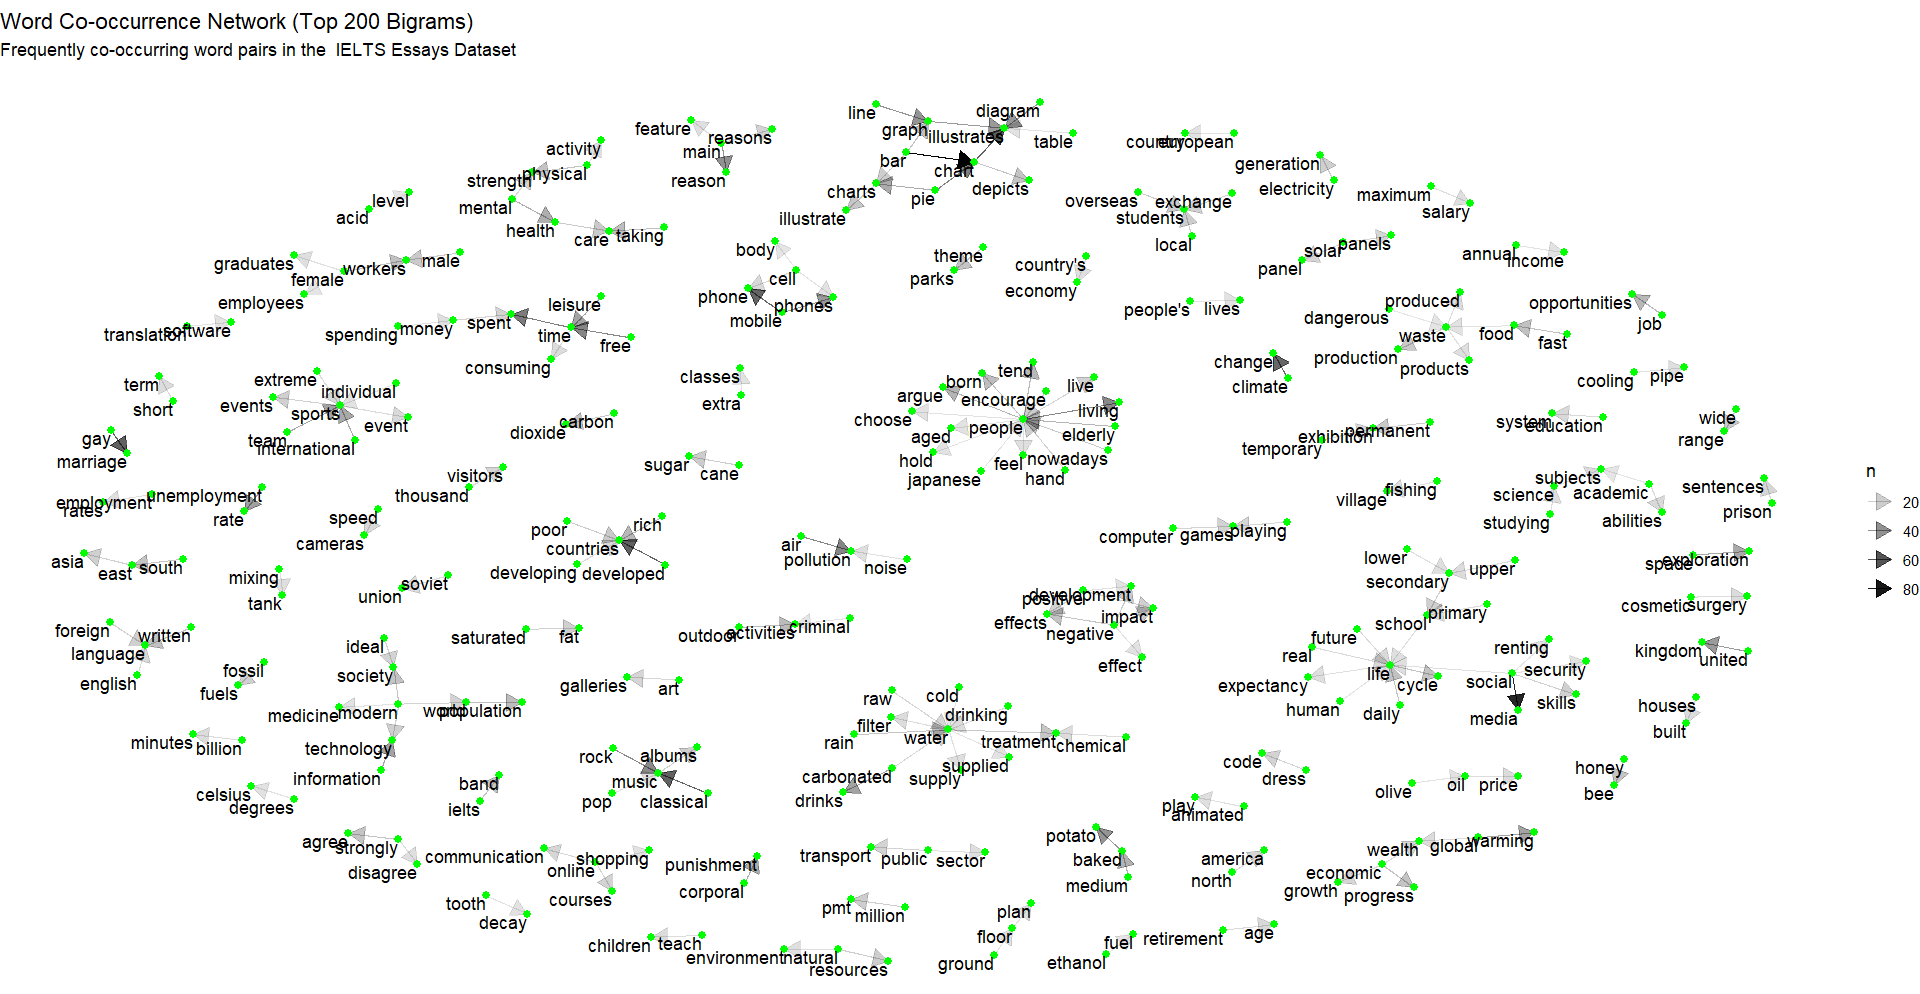 Word Co-occurrence Network (Top 200 Bigrams)
Frequently co-occurring word pairs in the  IELTS Essays Dataset
line
diagram
graph
illustrates
table
feature
reasons
main
reason
bar
chart
depicts
charts
pie
illustrate
country
european
generation
electricity
activity
physical
strength
mental
health
care
taking
level
acid
overseas
exchange
students
local
maximum
salary
solar
panels
panel
annual
income
graduates
female
workers
male
employees
body
cell
phone
phones
mobile
theme
parks
country's
economy
people's
lives
produced
dangerous
waste
food
fast
production
products
opportunities
job
translation
software
spending
money
spent
leisure
time
free
consuming
change
climate
cooling
pipe
term
short
extreme
individual
events
sports
event
team
international
classes
extra
tend
born
live
argue
encourage
living
choose
people
aged
elderly
hold
feel
nowadays
japanese
hand
carbon
dioxide
gay
marriage
system
education
wide
range
permanent
exhibition
temporary
sugar
cane
visitors
thousand
village
fishing
subjects
science
academic
studying
abilities
sentences
prison
employment
rates
unemployment
rate
speed
cameras
poor
rich
countries
developing
developed
air
pollution
noise
computer
games
playing
asia
east
south
mixing
tank
soviet
union
lower
secondary
upper
primary
school
space
exploration
cosmetic
surgery
development
positive
effects
impact
negative
effect
foreign
written
language
english
ideal
society
saturated
fat
outdoor
activities
criminal
future
real
life
expectancy
cycle
human
daily
renting
social
security
skills
media
kingdom
united
fossil
fuels
galleries
art
medicine
modern
world
population
technology
information
minutes
billion
raw
cold
filter
drinking
rain
water
treatment
chemical
carbonated
supply
supplied
drinks
houses
built
rock
albums
music
pop
classical
band
ielts
celsius
degrees
code
dress
olive
oil
price
honey
bee
play
animated
agree
strongly
disagree
communication
online
shopping
courses
punishment
corporal
transport
public
sector
potato
baked
medium
america
north
wealth
global
warming
economic
growth
progress
tooth
decay
pmt
million
plan
floor
ground
fuel
ethanol
retirement
age
children
teach
environment
natural
resources
n
20
40
60
80